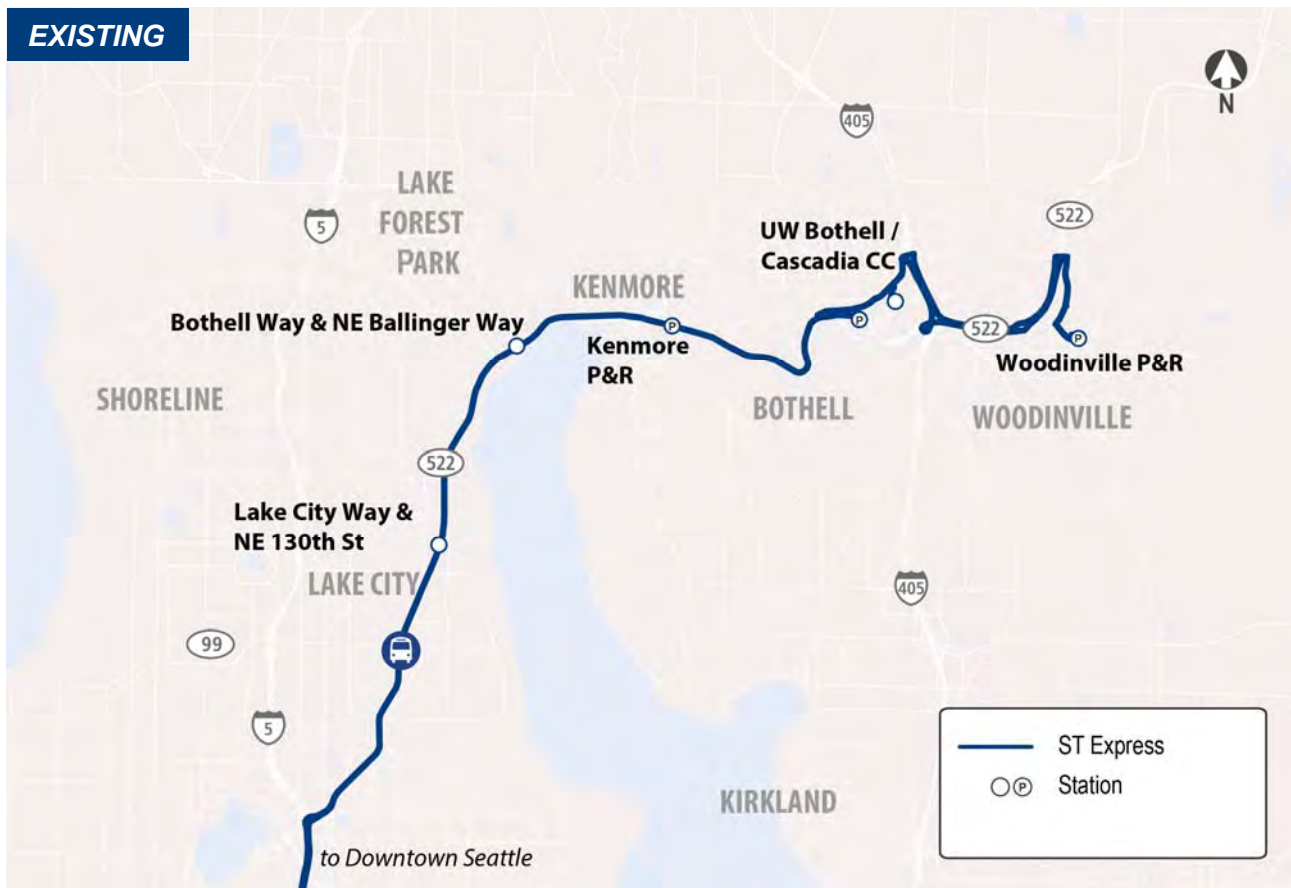 EXISTING
N
405
LAKE
FOREST
PARK
5
522
UW Bothell /
Cascadia CC
KENMORE
Bothell Way & NE Ballinger Way
P
Kenmore
P&R
P
522
P
Woodinville P&R
SHORELINE
BOTHELL
WOODINVILLE
522
Lake City Way &
NE 130th St
LAKE CITY
405
99
5
ST Express
P
Station
KIRKLAND
to Downtown Seattle